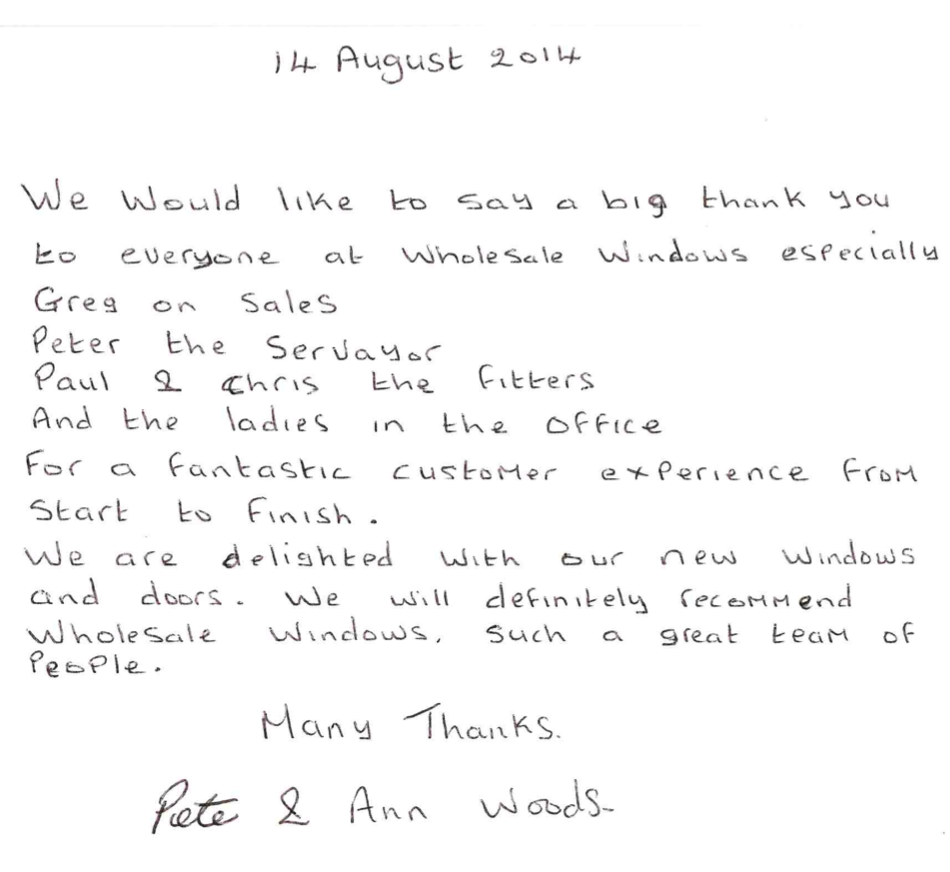 14 August 2014
We Would like to say a big thank you
to everyone at Wholesale Windows especially
Greg on Sales
Peter the Servayor
Paul & Chris the fitters
And the ladies in the office
For a fantastic customer experience from
Start to finish.
We are delighted with our new windows
and doors. We will definitely recommend
Wholesale Windows. Such a great team of
People.
Many Thanks.
Pete & Ann Woods.